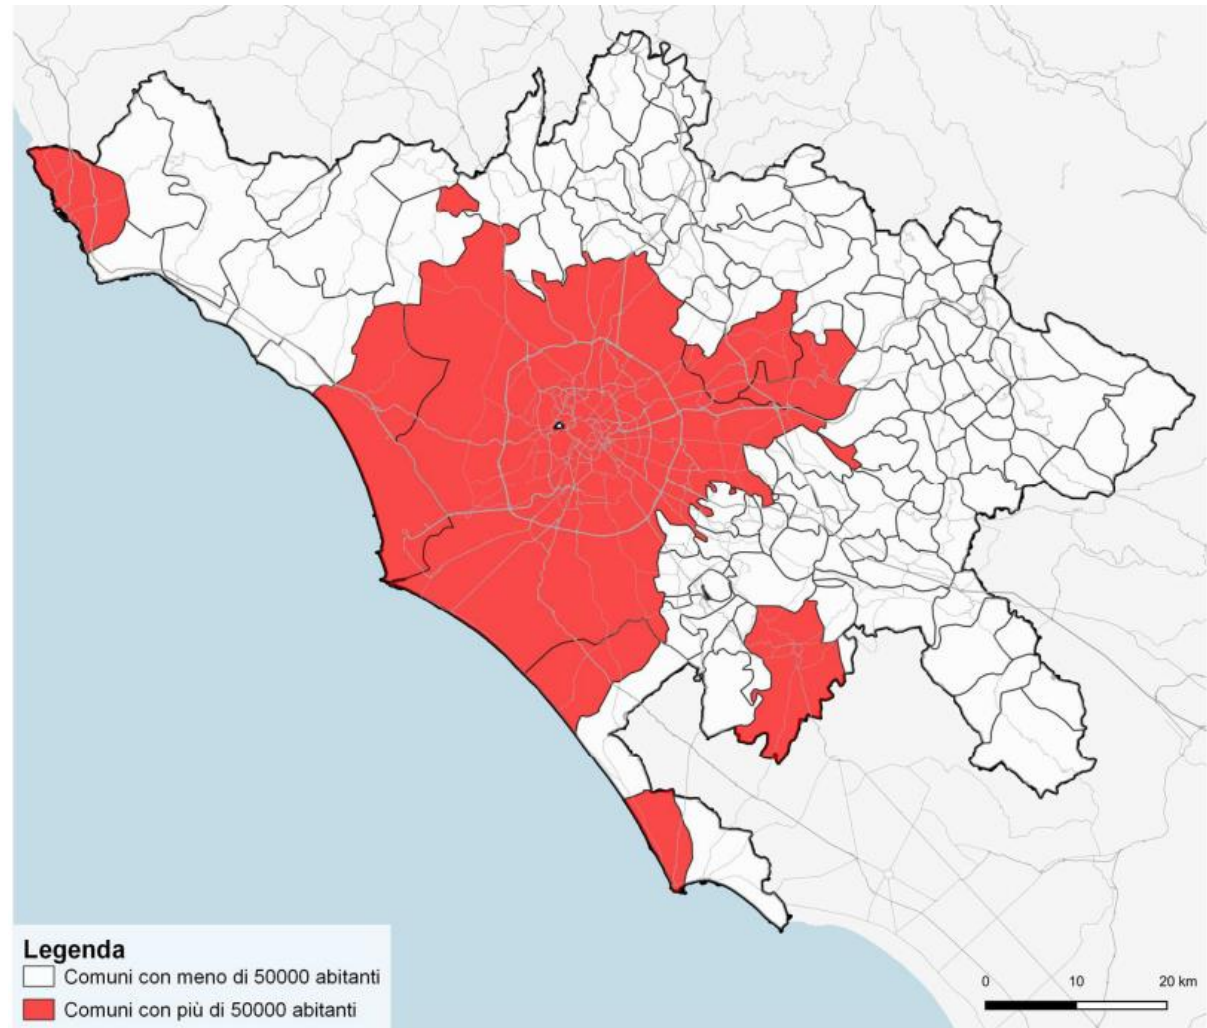 Legenda
Comuni con meno di 50000 abitanti
Comuni con più di 50000 abitanti
0 10 20 km